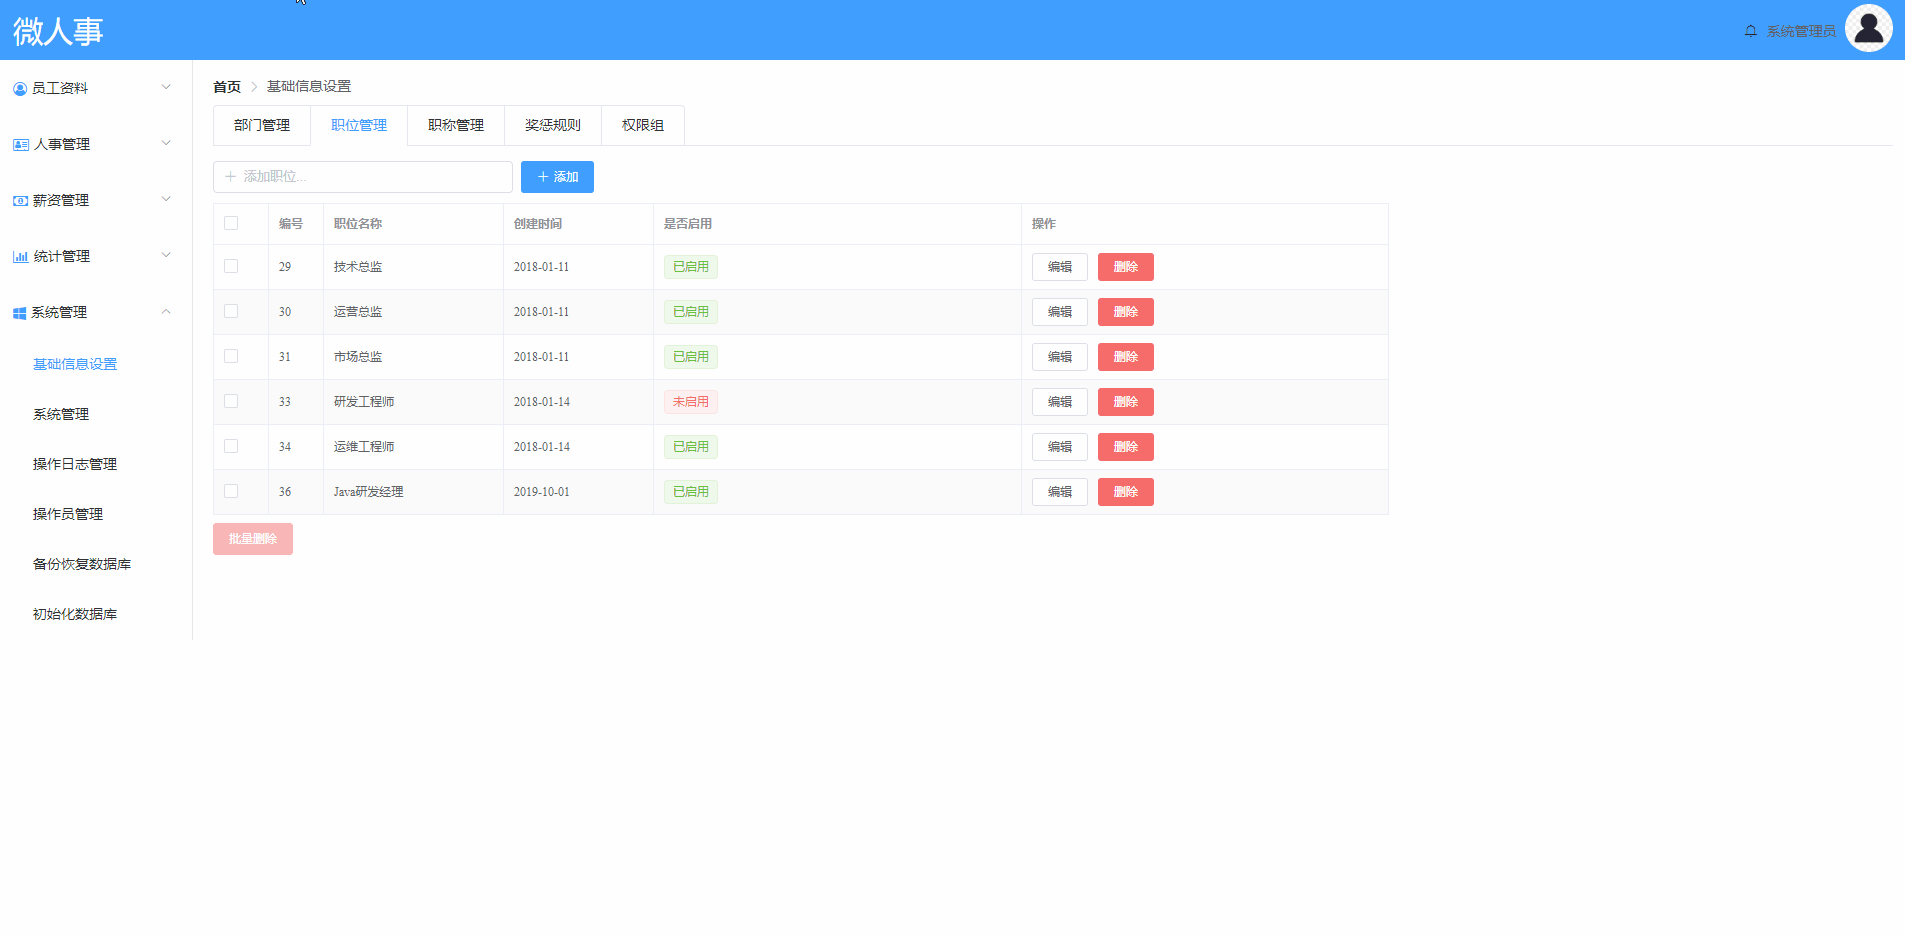 微人事
系统管理员
员工资料
人事管理
薪资管理
统计管理
系统管理
基础信息设置
系统管理
操作日志管理
操作员管理
备份恢复数据库
初始化数据库
首页 基础信息设置
部门管理 职位管理 职称管理 奖惩规则 权限组
添加职位... 添加
编号 职位名称 创建时间 是否启用 操作
29 技术总监 2018-01-11 已启用 编辑 删除
30 运营总监 2018-01-11 已启用 编辑 删除
31 市场总监 2018-01-11 已启用 编辑 删除
33 研发工程师 2018-01-14 未启用 编辑 删除
34 运维工程师 2018-01-14 已启用 编辑 删除
36 Java研发经理 2019-10-01 已启用 编辑 删除
批量删除